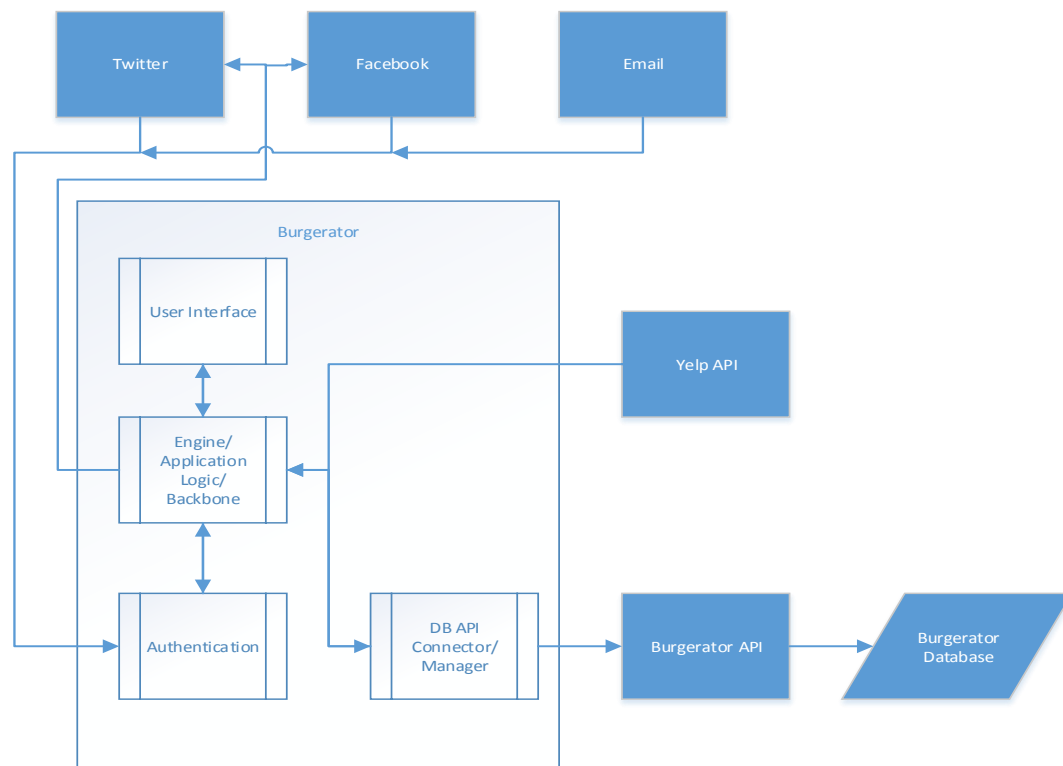 Twitter
Facebook
Email
Burgerator
User Interface
Yelp API
Engine/
Application
Logic/
Backbone
Authentication
DB API
Connector/
Manager
Burgerator API
Burgerator
Database